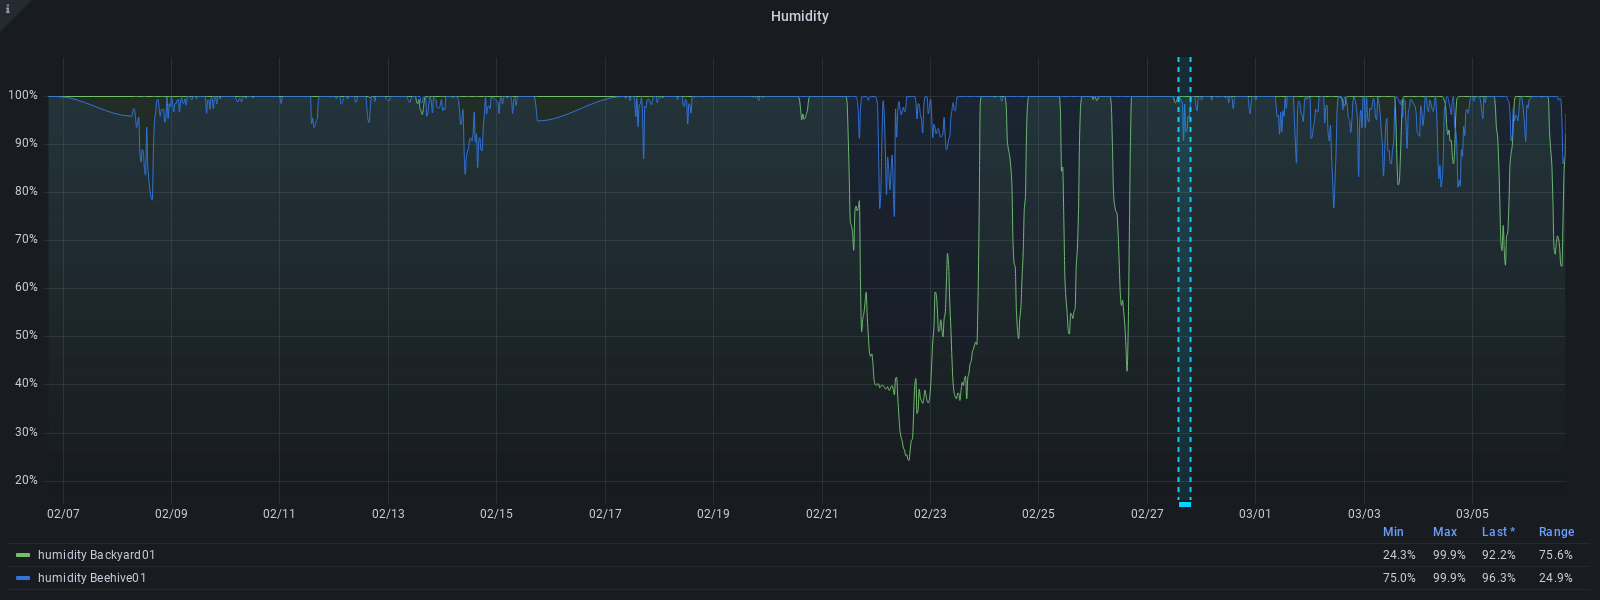 i
Humidity
100%
90%
80%
70%
60%
50%
40%
30%
20%
02/07 02/09 02/11 02/13 02/15 02/17 02/19 02/21 02/23 02/25 02/27 03/01 03/03 03/05
Min Max Last * Range
humidity Backyard01 24.3% 99.9% 92.2% 75.6%
humidity Beehive01 75.0% 99.9% 96.3% 24.9%